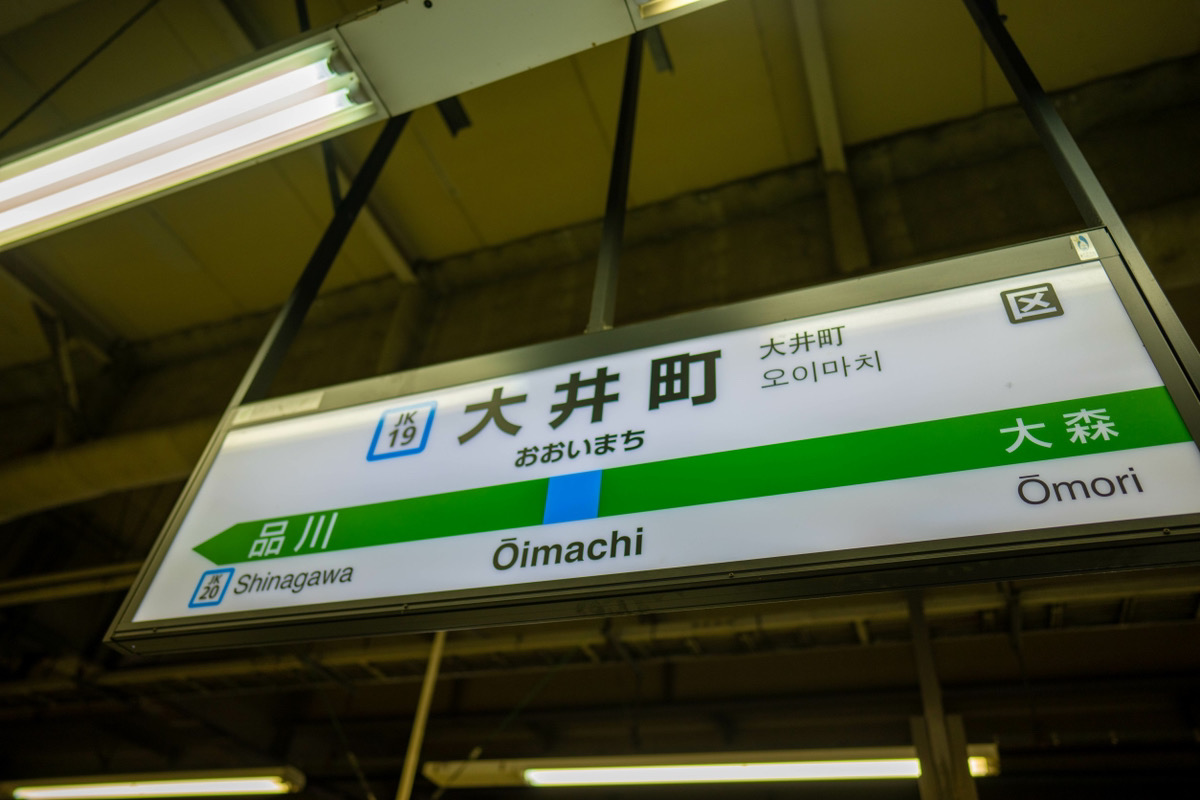 区
JK
19
大井町
大井町
오이마치
おおいまち
品川
大森
JK
20
Shinagawa
Ōimachi
Ōmori